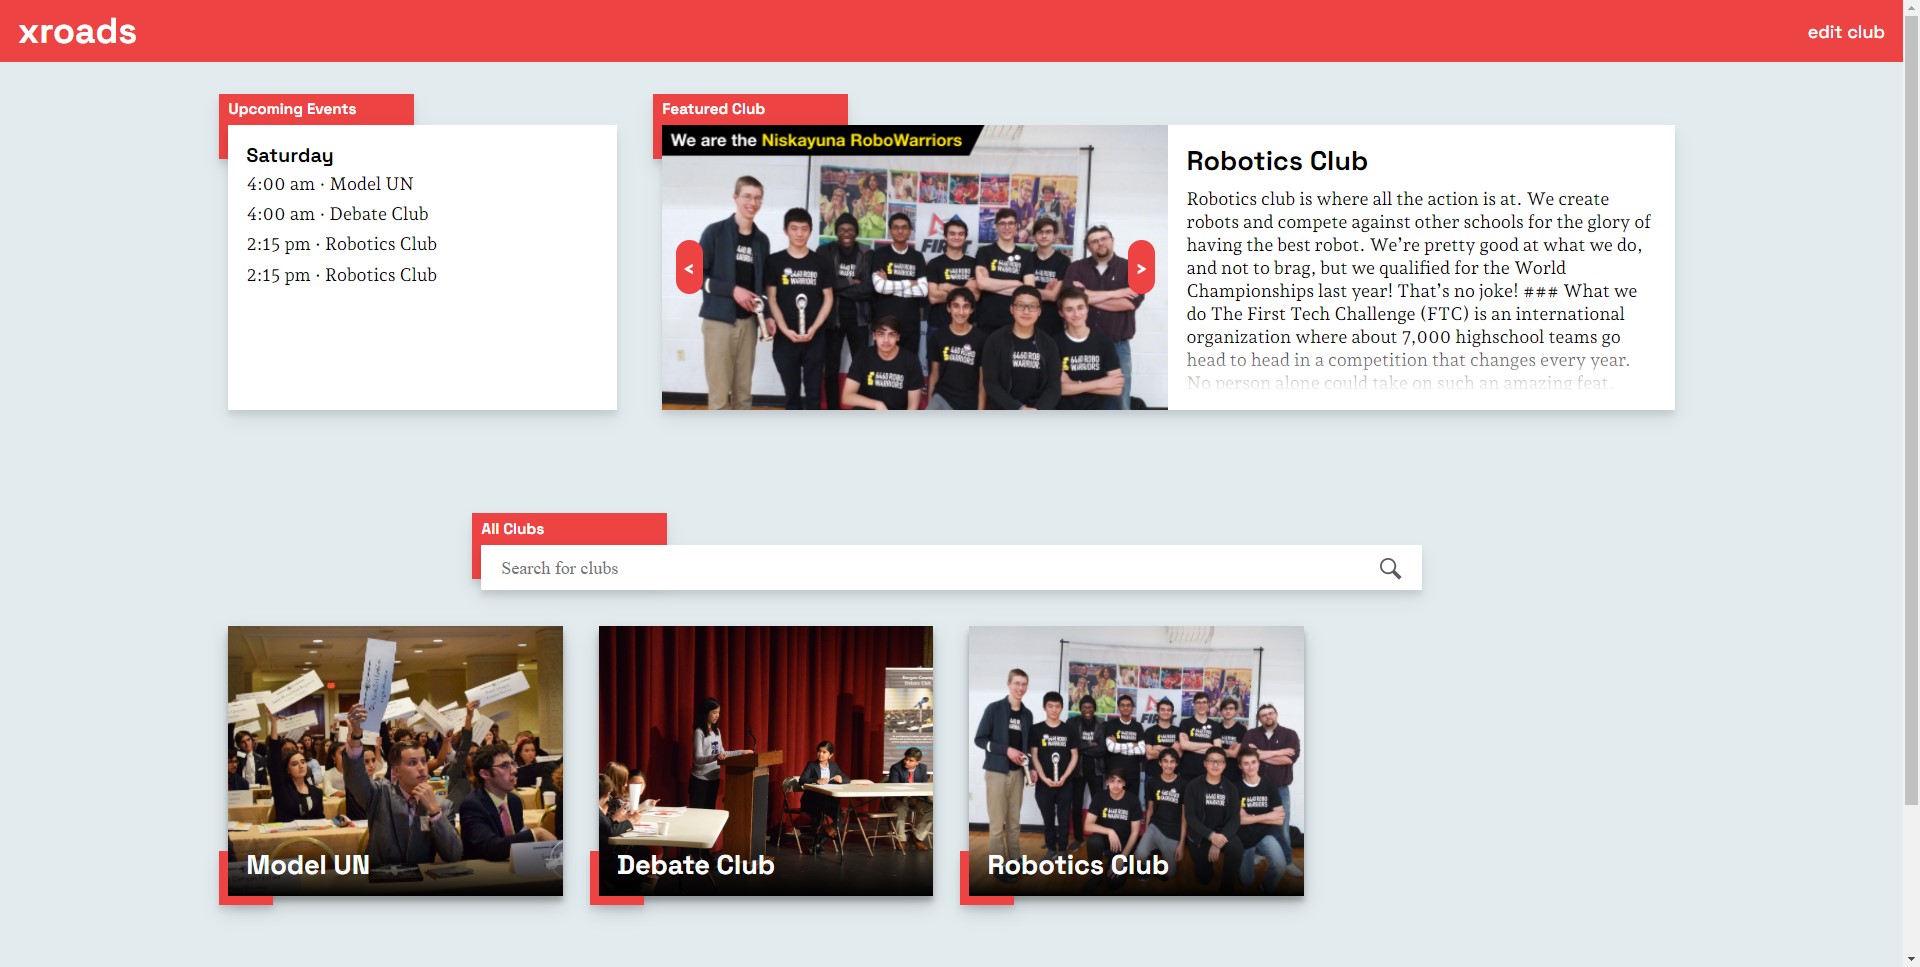 xroads
edit club
Upcoming Events
Saturday
4:00 am · Model UN
4:00 am · Debate Club
2:15 pm · Robotics Club
2:15 pm · Robotics Club
Featured Club
We are the Niskayuna RoboWarriors
FIRST
<
>
Robotics Club
Robotics club is where all the action is at. We create
robots and compete against other schools for the glory of
having the best robot. We’re pretty good at what we do,
and not to brag, but we qualified for the World
Championships last year! That’s no joke! ### What we
do The First Tech Challenge (FTC) is an international
organization where about 7,000 highschool teams go
head to head in a competition that changes every year.
No person alone could take on such an amazing feat.
All Clubs
Search for clubs
Model UN
Debate Club
Robotics Club